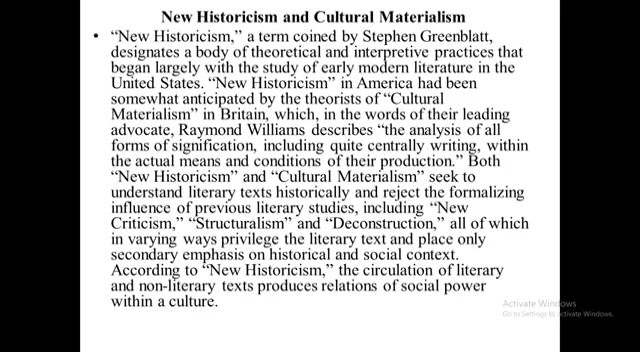 New Historicism and Cultural Materialism
• “New Historicism,” a term coined by Stephen Greenblatt,
designates a body of theoretical and interpretive practices that
began largely with the study of early modern literature in the
United States. “New Historicism” in America had been
somewhat anticipated by the theorists of “Cultural
Materialism” in Britain, which, in the words of their leading
advocate, Raymond Williams describes “the analysis of all
forms of signification, including quite centrally writing, within
the actual means and conditions of their production.” Both
“New Historicism” and “Cultural Materialism” seek to
understand literary texts historically and reject the formalizing
influence of previous literary studies, including “New
Criticism,” “Structuralism” and “Deconstruction,” all of which
in varying ways privilege the literary text and place only
secondary emphasis on historical and social context.
According to “New Historicism,” the circulation of literary
and non-literary texts produces relations of social power
within a culture.
Activate Windows
Go to Settings to activate Windows.